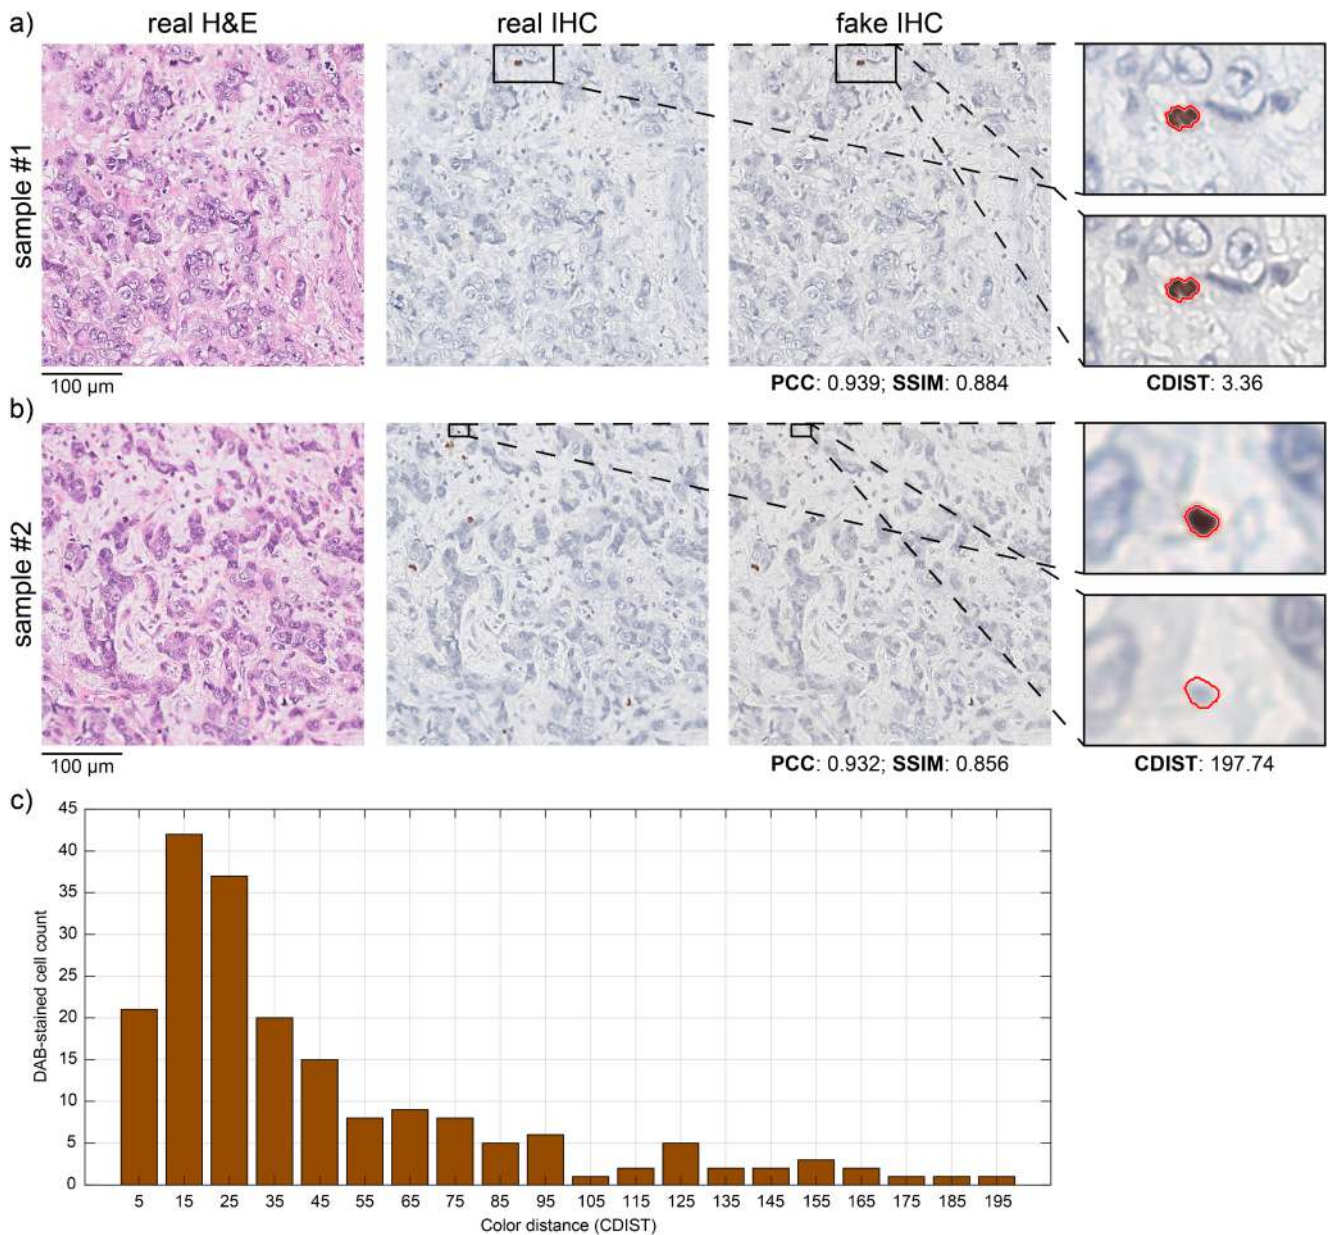 a)
real H&E
real IHC
fake IHC
sample #1
100 µm
PCC: 0.939; SSIM: 0.884
CDIST: 3.36
b)
sample #2
100 µm
PCC: 0.932; SSIM: 0.856
CDIST: 197.74
c)
45
40
35
30
25
20
15
10
5
0
DAB-stained cell count
5 15 25 35 45 55 65 75 85 95 105 115 125 135 145 155 165 175 185 195
Color distance (CDIST)